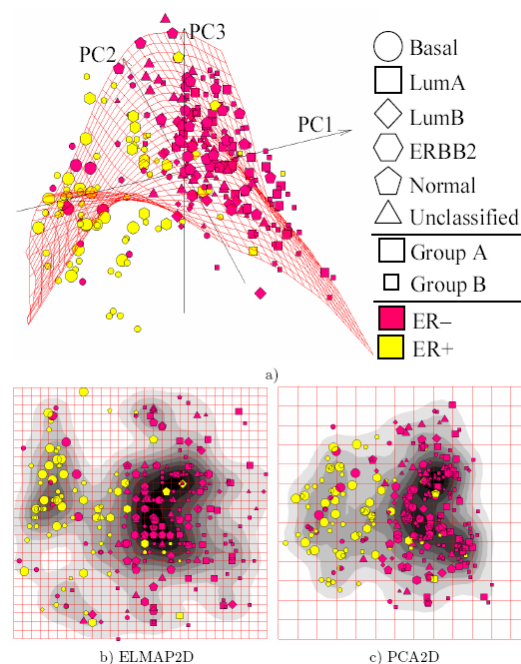 PC3
PC2
PC1
Basal
LumA
LumB
ERBB2
Normal
Unclassified
Group A
Group B
ER−
ER+
a)
b) ELMAP2D
c) PCA2D